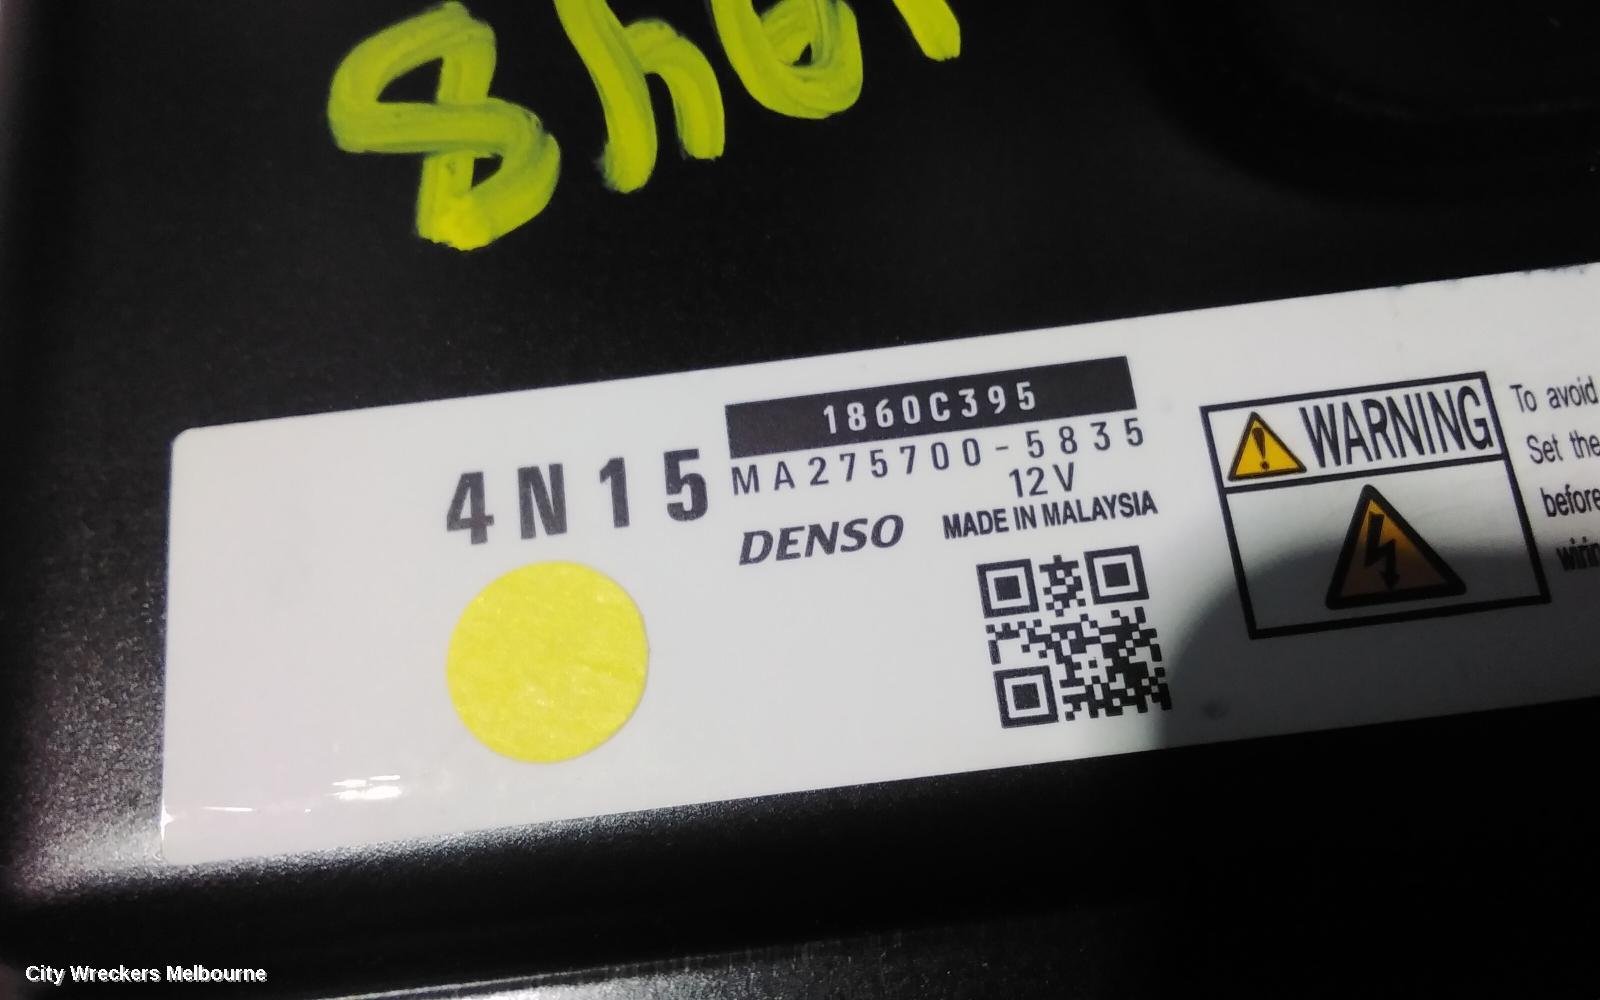 4N15
1860C395
MA275700-5835
12V
DENSO
MADE IN MALAYSIA
WARNING
To avoid
Set the
before
City Wreckers Melbourne